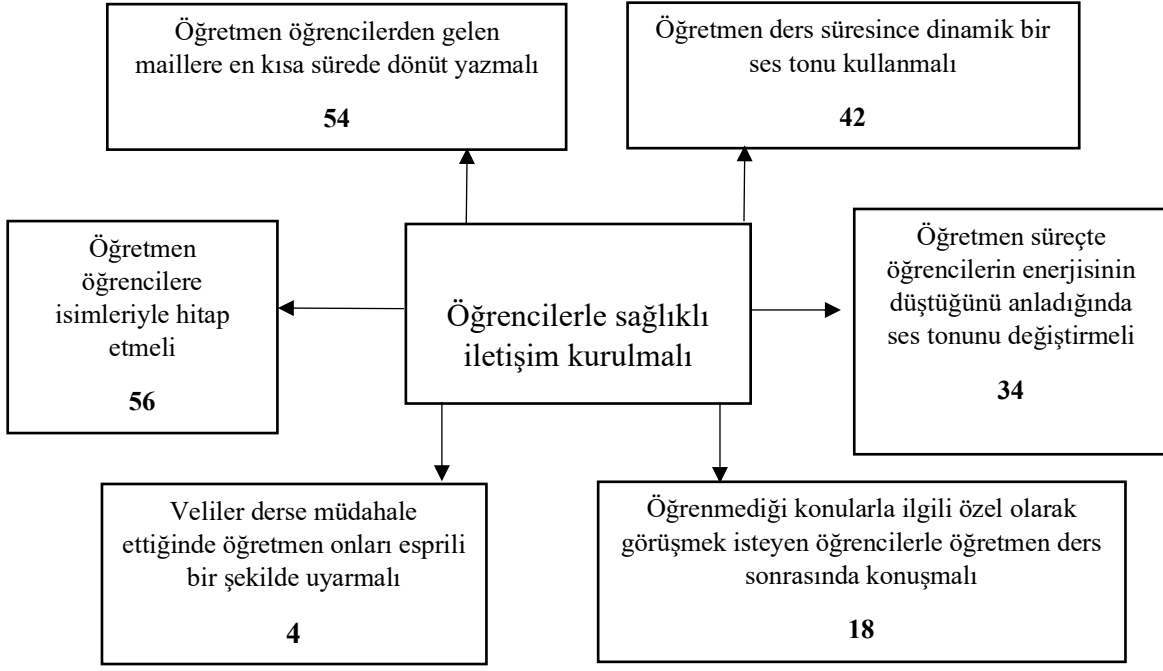 Öğretmen öğrencilerden gelen
maillere en kısa sürede dönüt yazmalı
54
Öğretmen ders süresince dinamik bir
ses tonu kullanmalı
42
Öğretmen
öğrencilere
isimleriyle hitap
etmeli
56
Öğrencilerle sağlıklı
iletişim kurulmalı
Öğretmen süreçte
öğrencilerin enerjisinin
düştüğünü anladığında
ses tonunu değiştirmeli
34
Veliler derse müdahale
ettiğinde öğretmen onları esprili
bir şekilde uyarmalı
4
Öğrenmediği konularla ilgili özel olarak
görüşmek isteyen öğrencilerle öğretmen ders
sonrasında konuşmalı
18